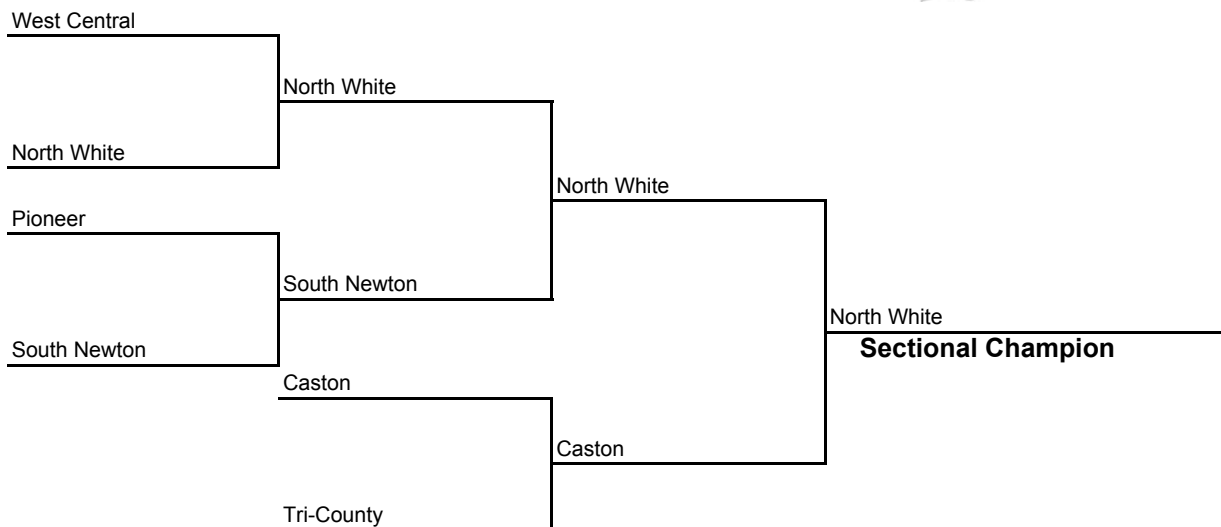 West Central
North White
North White
North White
Pioneer
South Newton
North White
South Newton
Sectional Champion
Caston
Caston
Tri-County